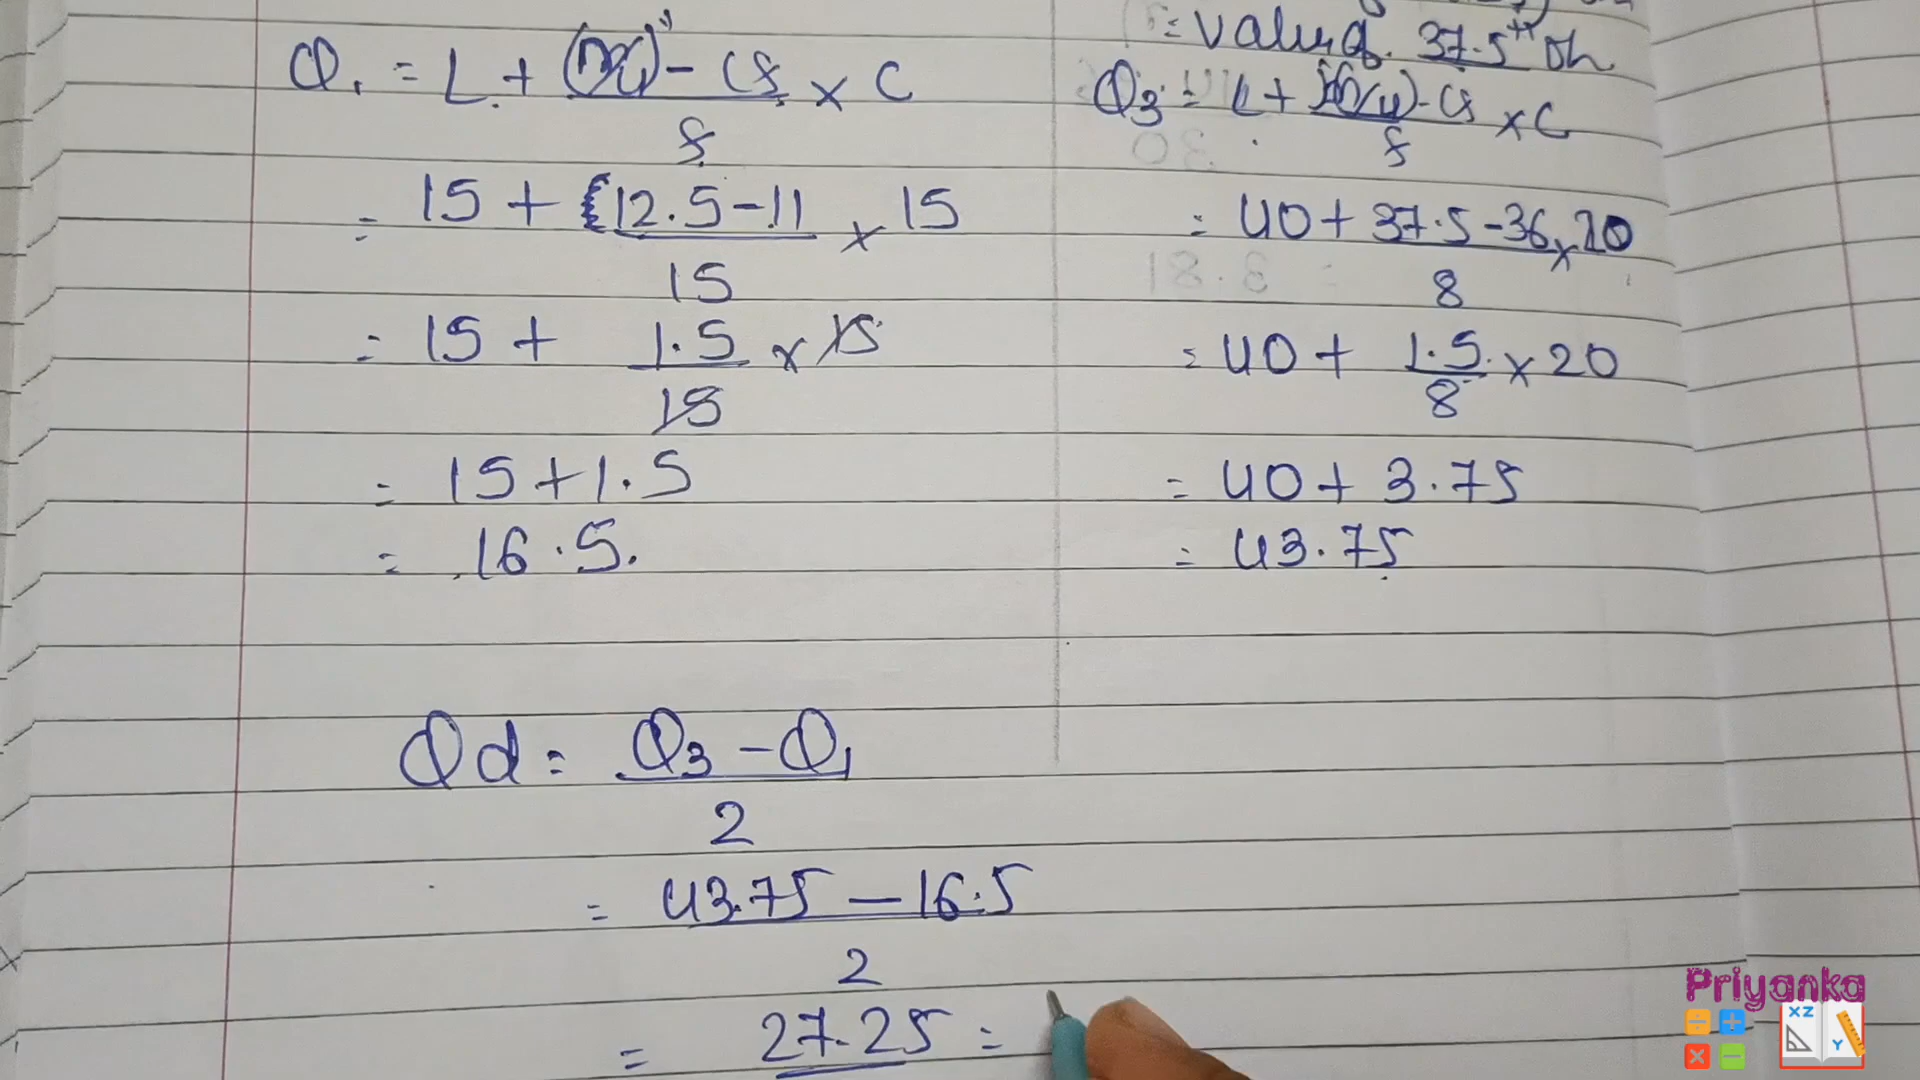 = value of 37.5th
Q1 = L + (N/4) - Cf × C
f
= 15 + 12.5 - 11 × 15
15
= 15 + 1.5 × 15
15
= 15 + 1.5
= 16.5.
Q3 = L + - Cf × C
f
= 40 + 37.5 - 36 × 20
8
= 40 + 1.5 × 20
8
= 40 + 3.75
= 43.75
Qd = Q3 - Q1
2
= 43.75 - 16.5
2
= 27.25 =
Priyanka
XZ
Y